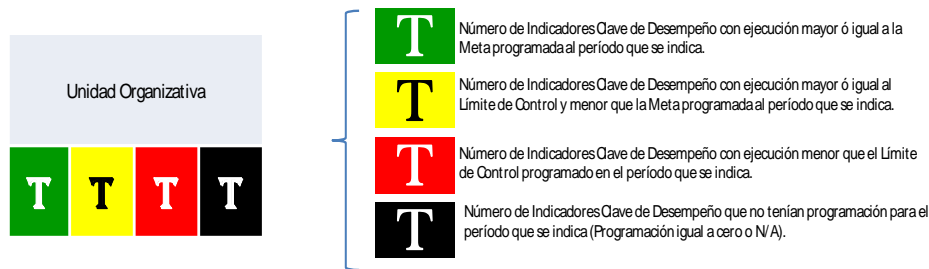 Unidad Organizativa
T T T T
T Número de Indicadores Clave de Desempeño con ejecución mayor ó igual a la
Meta programada al período que se indica.
T Número de Indicadores Clave de Desempeño con ejecución mayor ó igual al
Límite de Control y menor que la Meta programada al período que se indica.
T Número de Indicadores Clave de Desempeño con ejecución menor que el Límite
de Control programado en el período que se indica.
T Número de Indicadores Clave de Desempeño que no tenían programación para el
período que se indica (Programación igual a cero o N/A).